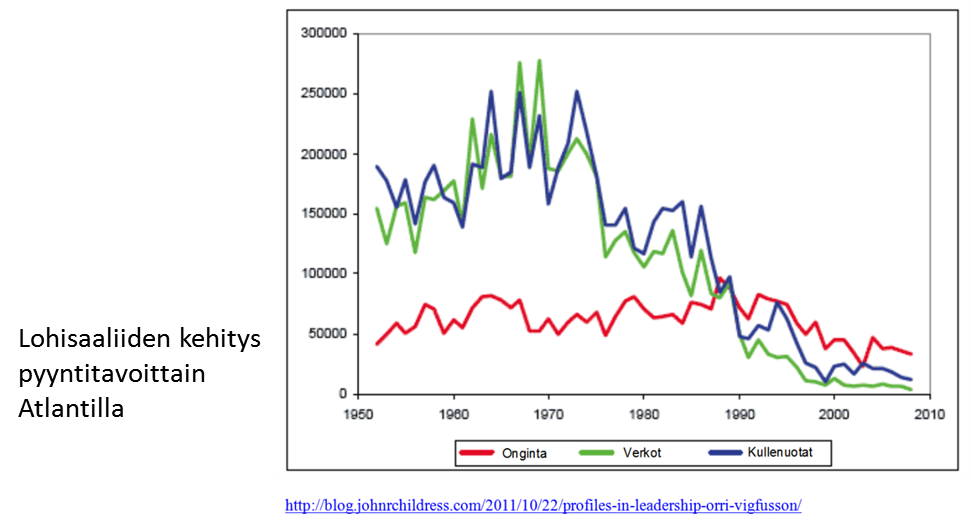 300000
250000
200000
150000
100000
50000
0
1950 1960 1970 1980 1990 2000 2010
Onginta Verkot Kullenuotat
Lohisaaliiden kehitys
pyyntitavoittain
Atlantilla
http://blog.johnrchildress.com/2011/10/22/profiles-in-leadership-orri-vigfusson/